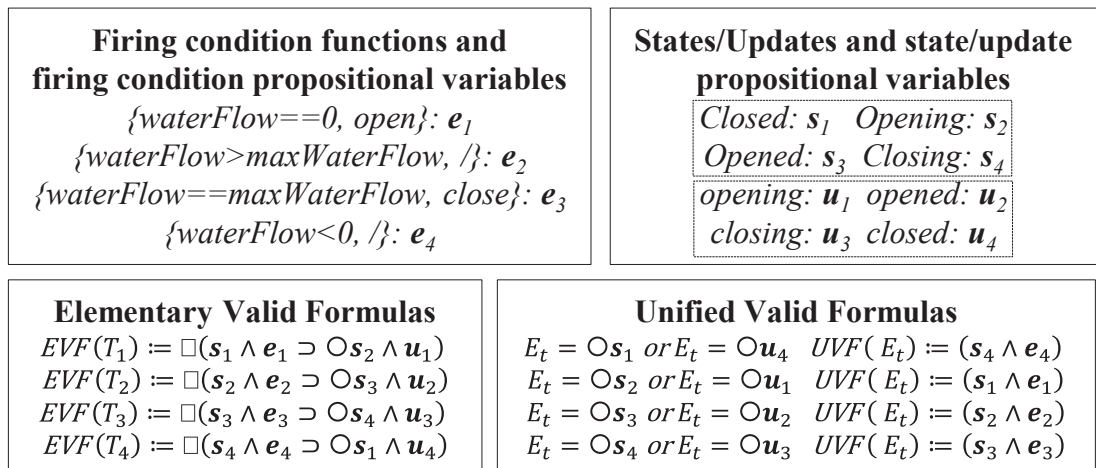 Firing condition functions and
firing condition propositional variables
{waterFlow==0, open}: e₁
{waterFlow>maxWaterFlow, /}: e₂
{waterFlow==maxWaterFlow, close}: e₃
{waterFlow<0, /}: e₄
States/Updates and state/update
propositional variables
Closed: s₁ Opening: s₂
Opened: s₃ Closing: s₄
opening: u₁ opened: u₂
closing: u₃ closed: u₄
Elementary Valid Formulas
EVF(T₁) ≔ □(s₁ ∧ e₁ ⊃ ○s₂ ∧ u₁)
EVF(T₂) ≔ □(s₂ ∧ e₂ ⊃ ○s₃ ∧ u₂)
EVF(T₃) ≔ □(s₃ ∧ e₃ ⊃ ○s₄ ∧ u₃)
EVF(T₄) ≔ □(s₄ ∧ e₄ ⊃ ○s₁ ∧ u₄)
Unified Valid Formulas
Eₜ = ○s₁ or Eₜ = ○u₄ UVF( Eₜ) ≔ (s₄ ∧ e₄)
Eₜ = ○s₂ or Eₜ = ○u₁ UVF( Eₜ) ≔ (s₁ ∧ e₁)
Eₜ = ○s₃ or Eₜ = ○u₂ UVF( Eₜ) ≔ (s₂ ∧ e₂)
Eₜ = ○s₄ or Eₜ = ○u₃ UVF( Eₜ) ≔ (s₃ ∧ e₃)